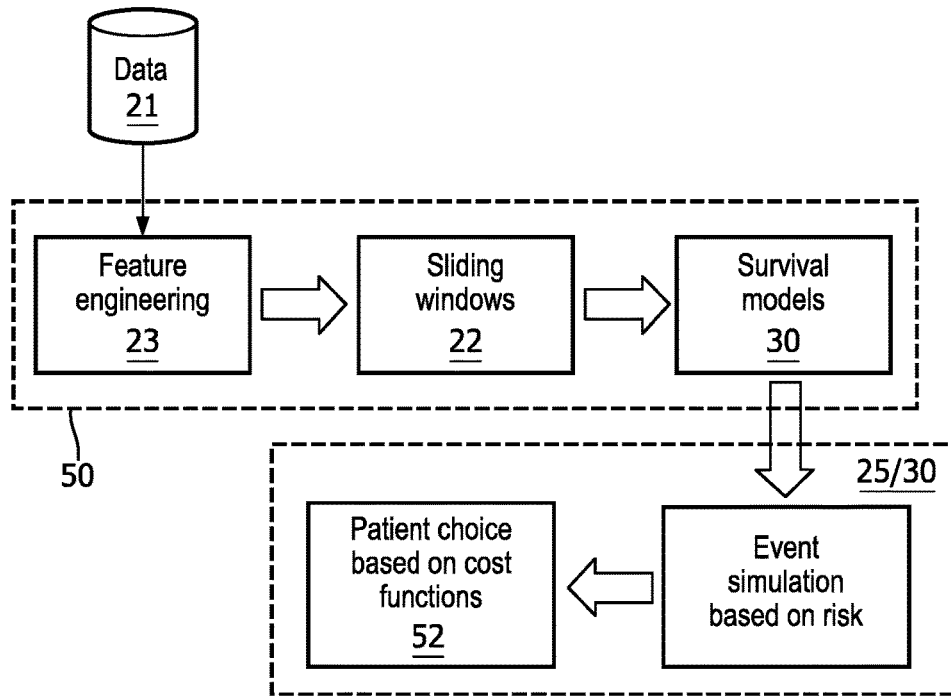 Data
21
Feature
engineering
23
Sliding
windows
22
Survival
models
30
50
25/30
Patient choice
based on cost
functions
52
Event
simulation
based on risk